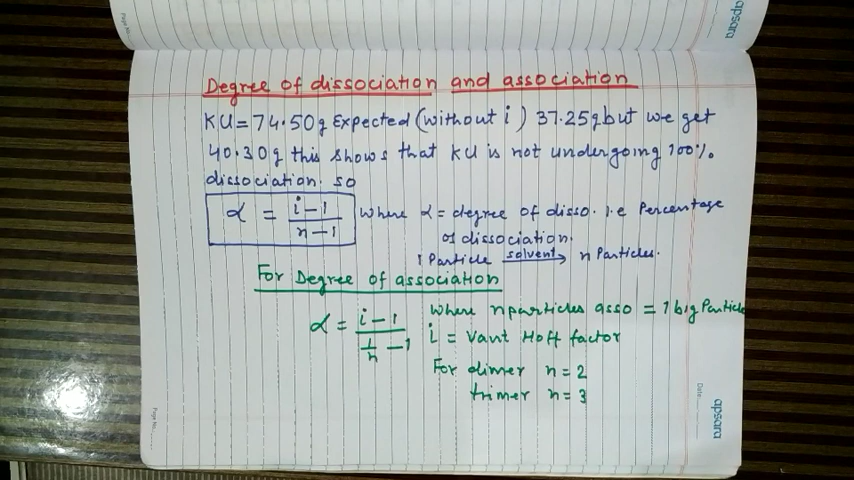 apsara
Degree of dissociation and association
KCl = 74.50g Expected (without i) 37.25g but we get
40.30g this shows that KCl is not undergoing 100%
dissociation. so
α = i-1 / n-1 where α = degree of disso. i.e Percentage
of dissociation.
1 Particle solvent→ n Particles.
For Degree of association
α = i-1 / 1/n -1 where n particles asso = 1 big Particle
i = vant Hoff factor
For dimer n = 2
trimer n = 3
Page No.
Date:
apsara